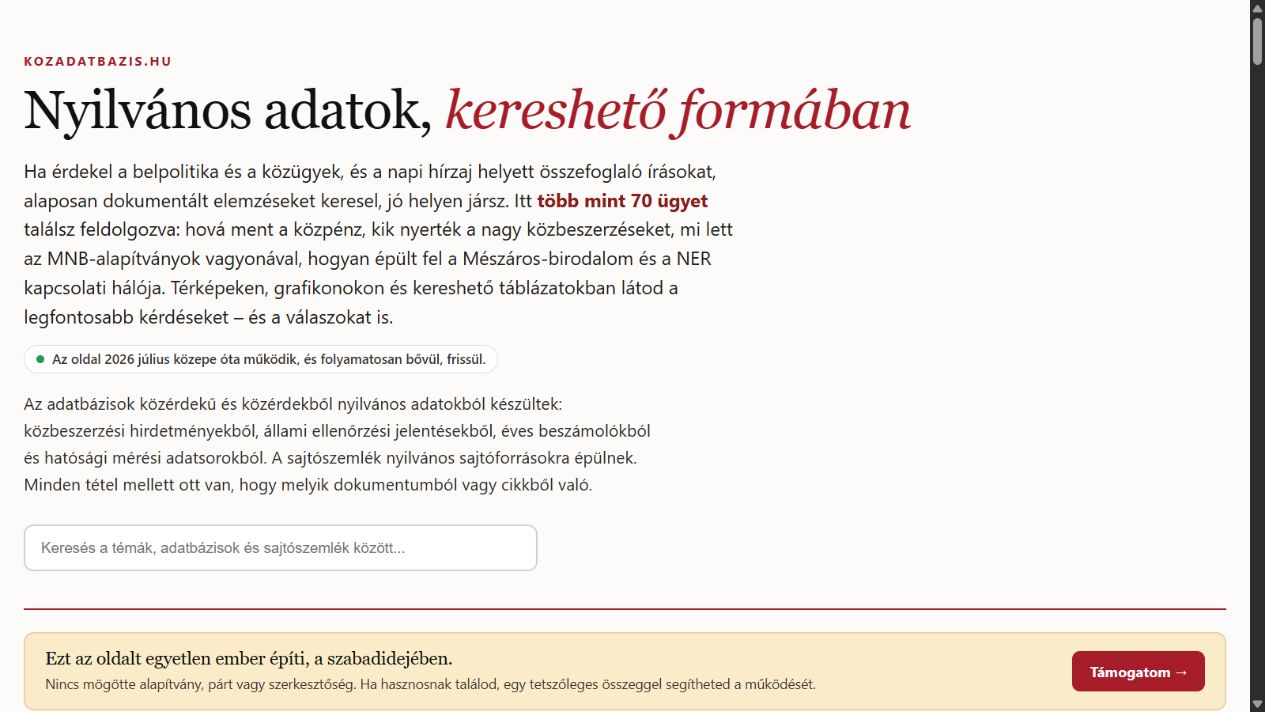 KOZADATBAZIS.HU
Nyilvános adatok, kereshető formában
Ha érdekel a belpolitika és a közügyek, és a napi hírzaj helyett összefoglaló írásokat,
alaposan dokumentált elemzéseket keresel, jó helyen jársz. Itt több mint 70 ügyet
találsz feldolgozva: hová ment a közpénz, kik nyerték a nagy közbeszerzéseket, mi lett
az MNB-alapítványok vagyonával, hogyan épült fel a Mészáros-birodalom és a NER
kapcsolati hálója. Térképeken, grafikonokon és kereshető táblázatokban látod a
legfontosabb kérdéseket – és a válaszokat is.
Az oldal 2026 július közepe óta működik, és folyamatosan bővül, frissül.
Az adatbázisok közérdekű és közérdekből nyilvános adatokból készültek:
közbeszerzési hirdetményekből, állami ellenőrzési jelentésekből, éves beszámolókból
és hatósági mérési adatsorokból. A sajtószemlék nyilvános sajtóforrásokra épülnek.
Minden tétel mellett ott van, hogy melyik dokumentumból vagy cikkből való.
Keresés a témák, adatbázisok és sajtószemlék között...
Ezt az oldalt egyetlen ember építi, a szabadidejében.
Nincs mögötte alapítvány, párt vagy szerkesztőség. Ha hasznosnak találod, egy tetszőleges összeggel segítheted a működését.
Támogatom →